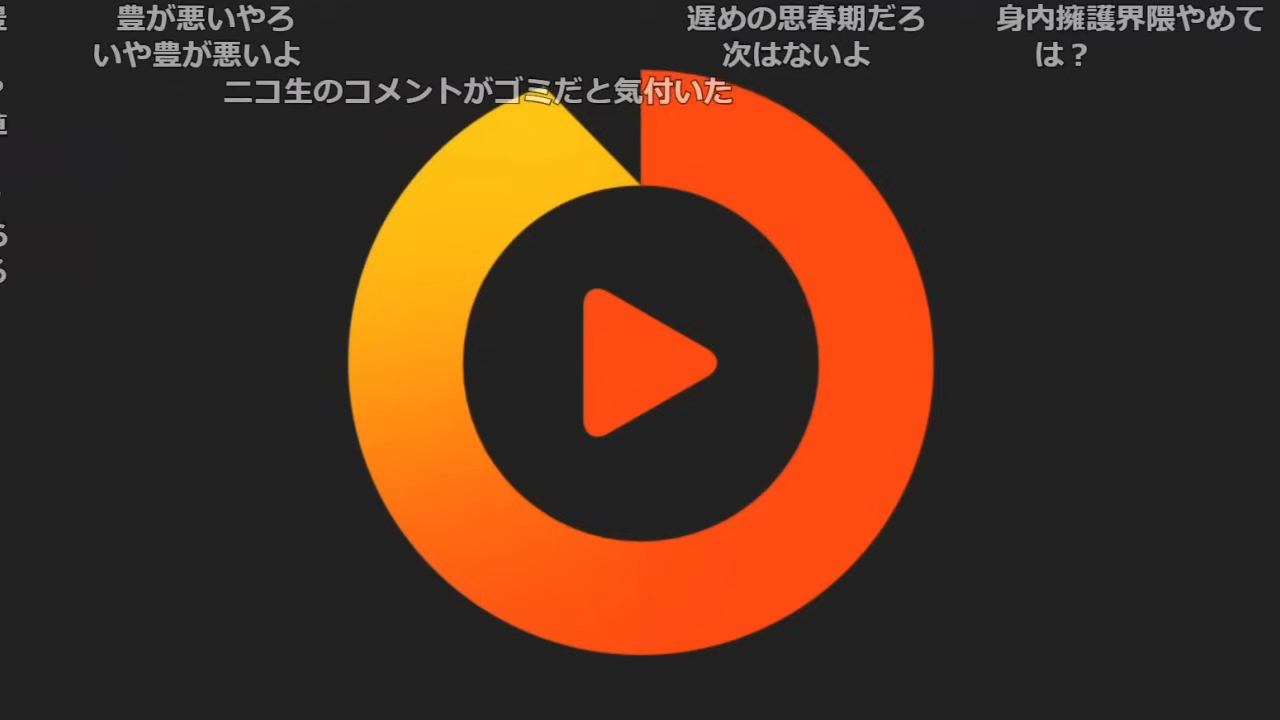 豊が悪いやろ
遅めの思春期だろ
身内擁護界隈やめて
いや豊が悪いよ
次はないよ
は？
ニコ生のコメントがゴミだと気付いた